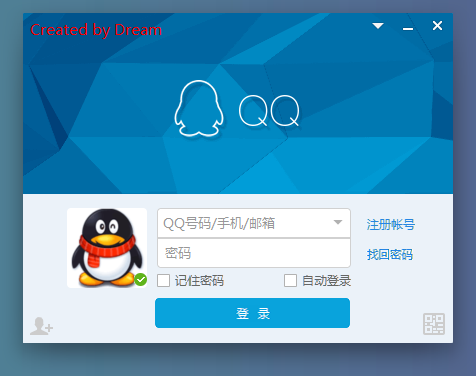 Created by Dream
QQ
QQ号码/手机/邮箱
注册帐号
密码
找回密码
记住密码
自动登录
登 录